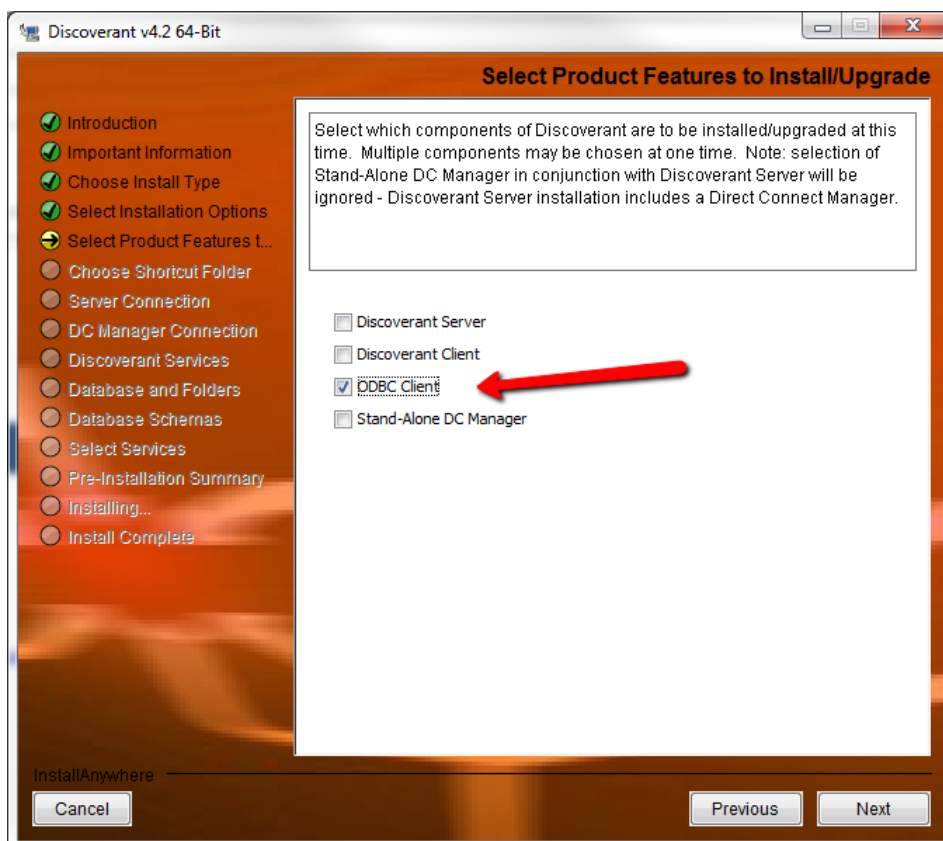 Discoverant v4.2 64-Bit
Select Product Features to Install/Upgrade
Introduction
Important Information
Choose Install Type
Select Installation Options
Select Product Features t...
Choose Shortcut Folder
Server Connection
DC Manager Connection
Discoverant Services
Database and Folders
Database Schemas
Select Services
Pre-Installation Summary
Installing...
Install Complete
Select which components of Discoverant are to be installed/upgraded at this
time. Multiple components may be chosen at one time. Note: selection of
Stand-Alone DC Manager in conjunction with Discoverant Server will be
ignored - Discoverant Server installation includes a Direct Connect Manager.
Discoverant Server
Discoverant Client
ODBC Client
Stand-Alone DC Manager
InstallAnywhere
Cancel
Previous
Next